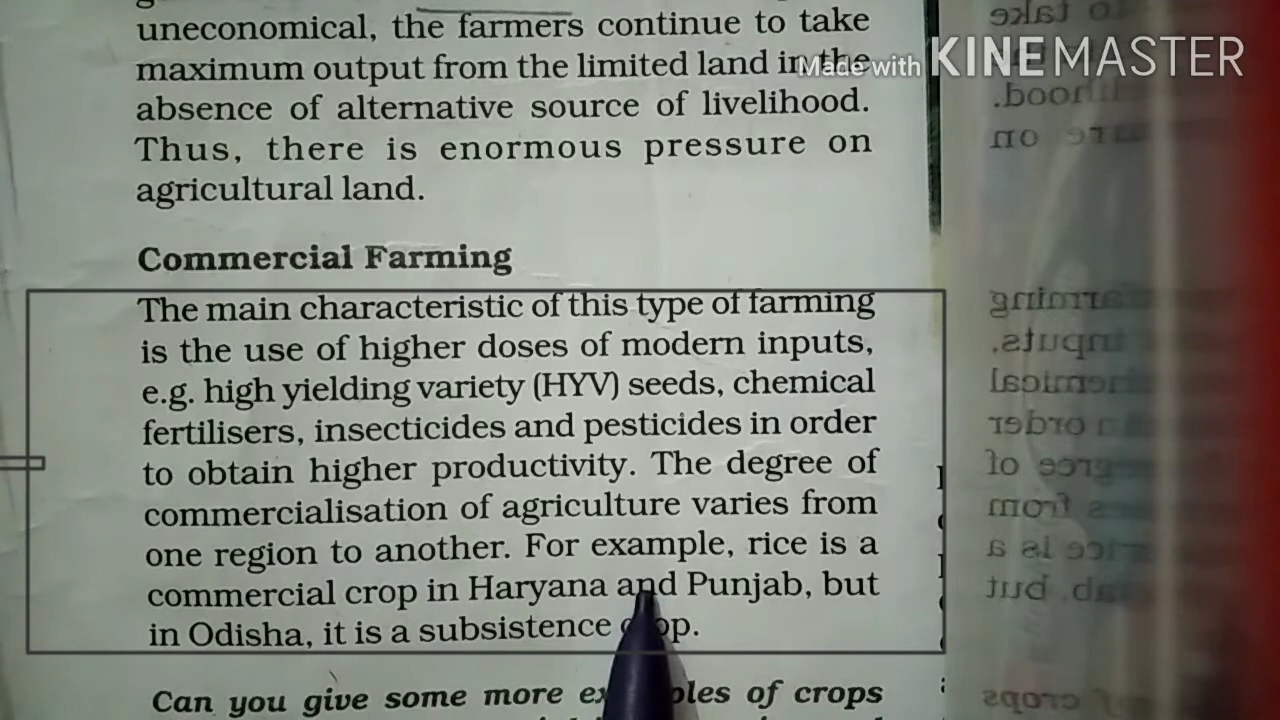 uneconomical, the farmers continue to take
maximum output from the limited land in the
absence of alternative source of livelihood.
Thus, there is enormous pressure on
agricultural land.
Commercial Farming
The main characteristic of this type of farming
is the use of higher doses of modern inputs,
e.g. high yielding variety (HYV) seeds, chemical
fertilisers, insecticides and pesticides in order
to obtain higher productivity. The degree of
commercialisation of agriculture varies from
one region to another. For example, rice is a
commercial crop in Haryana and Punjab, but
in Odisha, it is a subsistence crop.
Can you give some more examples of crops
Made with KINEMASTER